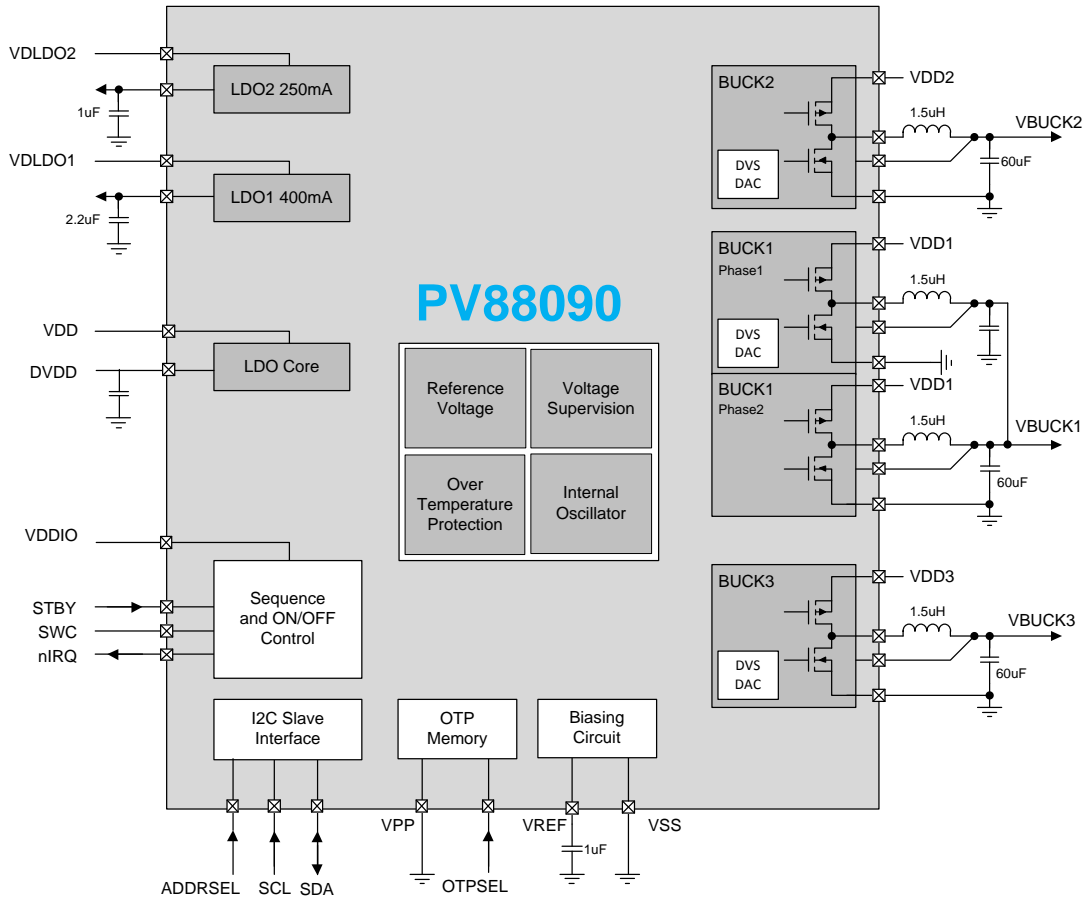 VDLDO2
LDO2 250mA
1uF
VDLDO1
LDO1 400mA
2.2uF
VDD
DVDD
LDO Core
VDDIO
STBY
SWC
nIRQ
Sequence
and ON/OFF
Control
I2C Slave
Interface
ADDRSEL
SCL
SDA
OTP
Memory
VPP
OTPSEL
Biasing
Circuit
VREF
1uF
VSS
PV88090
Reference
Voltage
Voltage
Supervision
Over
Temperature
Protection
Internal
Oscillator
BUCK2
DVS
DAC
VDD2
1.5uH
VBUCK2
60uF
BUCK1
Phase1
DVS
DAC
VDD1
1.5uH
BUCK1
Phase2
VDD1
1.5uH
VBUCK1
60uF
BUCK3
DVS
DAC
VDD3
1.5uH
VBUCK3
60uF